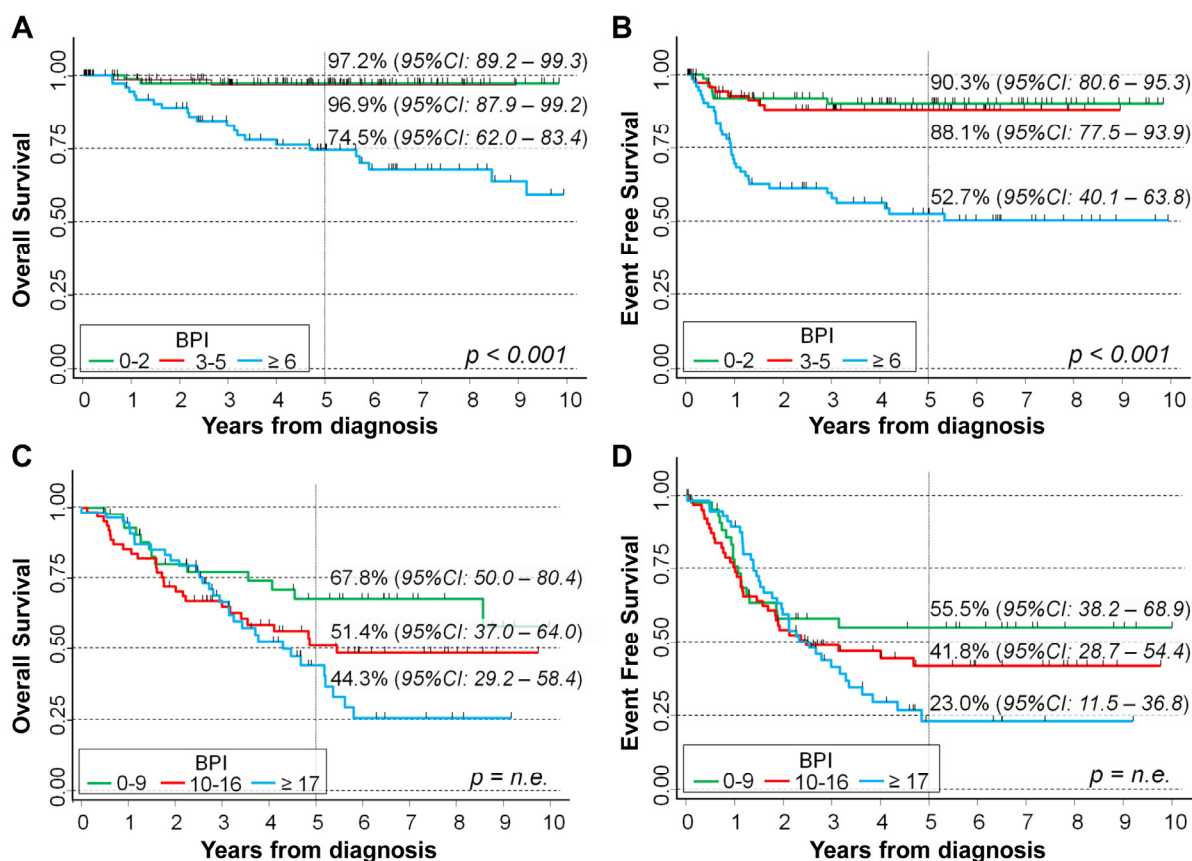 A
Overall Survival
1.00
0.75
0.50
0.25
0.00
97.2% (95%CI: 89.2 – 99.3)
96.9% (95%CI: 87.9 – 99.2)
74.5% (95%CI: 62.0 – 83.4)
BPI
0-2 3-5 ≥ 6
p < 0.001
0 1 2 3 4 5 6 7 8 9 10
Years from diagnosis
B
Event Free Survival
1.00
0.75
0.50
0.25
0.00
90.3% (95%CI: 80.6 – 95.3)
88.1% (95%CI: 77.5 – 93.9)
52.7% (95%CI: 40.1 – 63.8)
BPI
0-2 3-5 ≥ 6
p < 0.001
0 1 2 3 4 5 6 7 8 9 10
Years from diagnosis
C
Overall Survival
1.00
0.75
0.50
0.25
0.00
67.8% (95%CI: 50.0 – 80.4)
51.4% (95%CI: 37.0 – 64.0)
44.3% (95%CI: 29.2 – 58.4)
BPI
0-9 10-16 ≥ 17
p = n.e.
0 1 2 3 4 5 6 7 8 9 10
Years from diagnosis
D
Event Free Survival
1.00
0.75
0.50
0.25
0.00
55.5% (95%CI: 38.2 – 68.9)
41.8% (95%CI: 28.7 – 54.4)
23.0% (95%CI: 11.5 – 36.8)
BPI
0-9 10-16 ≥ 17
p = n.e.
0 1 2 3 4 5 6 7 8 9 10
Years from diagnosis